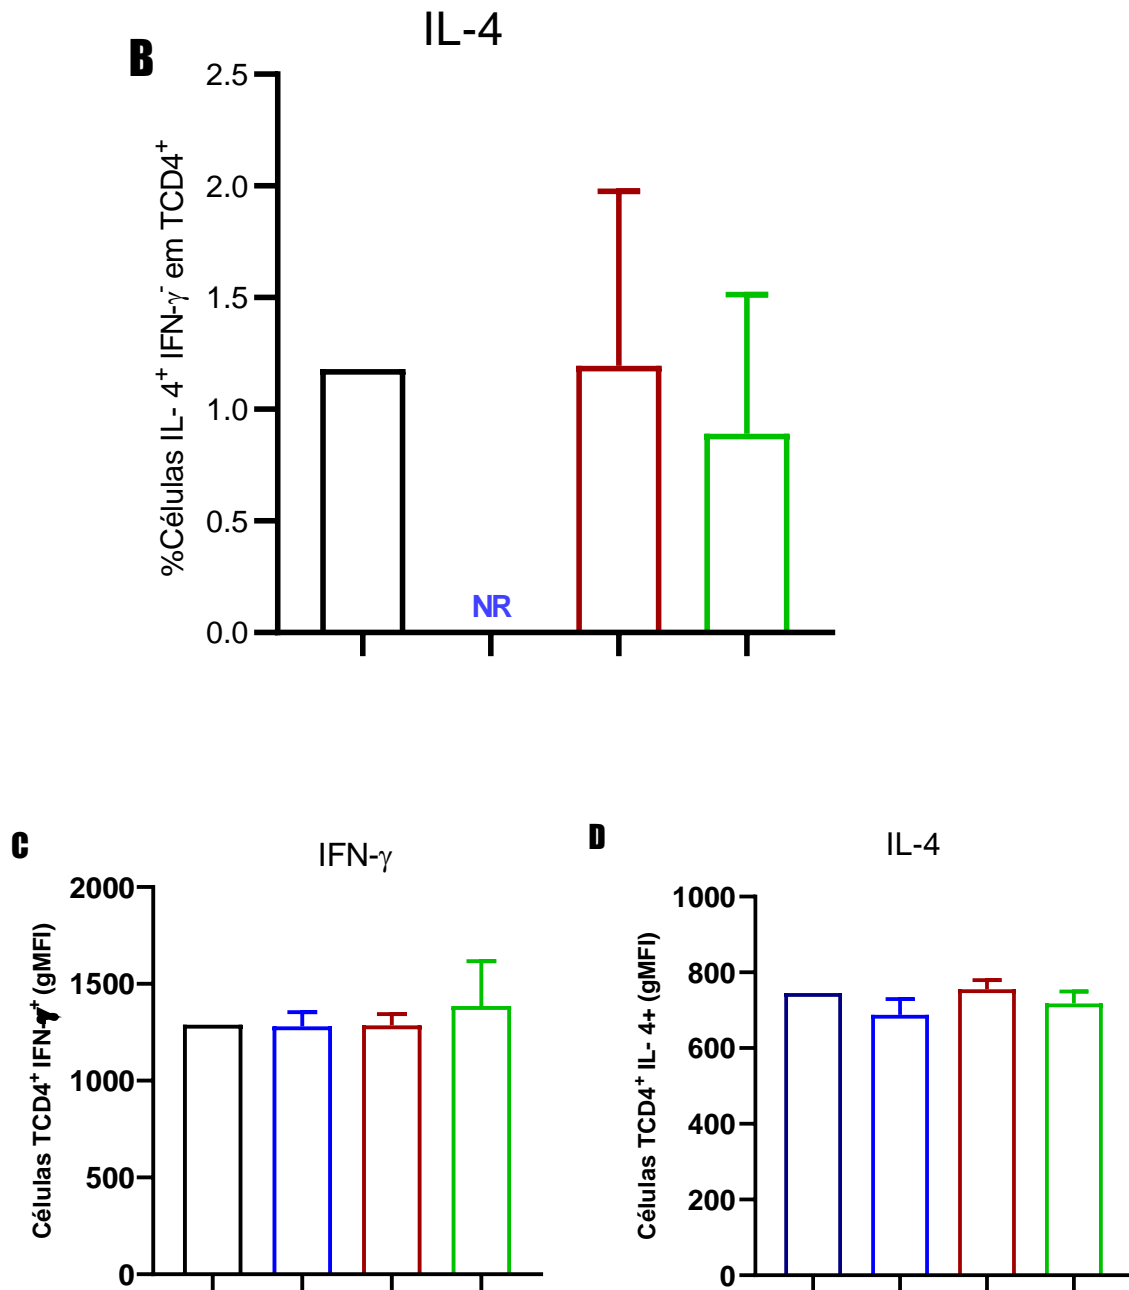 IL-4
B
%Células IL- 4⁺ IFN-γ⁻ em TCD4⁺
2.5
2.0
1.5
1.0
0.5
0.0
NR
C
IFN-γ
Células TCD4⁺ IFN-γ⁺ (gMFI)
2000
1500
1000
500
0
D
IL-4
Células TCD4⁺ IL- 4+ (gMFI)
1000
800
600
400
200
0